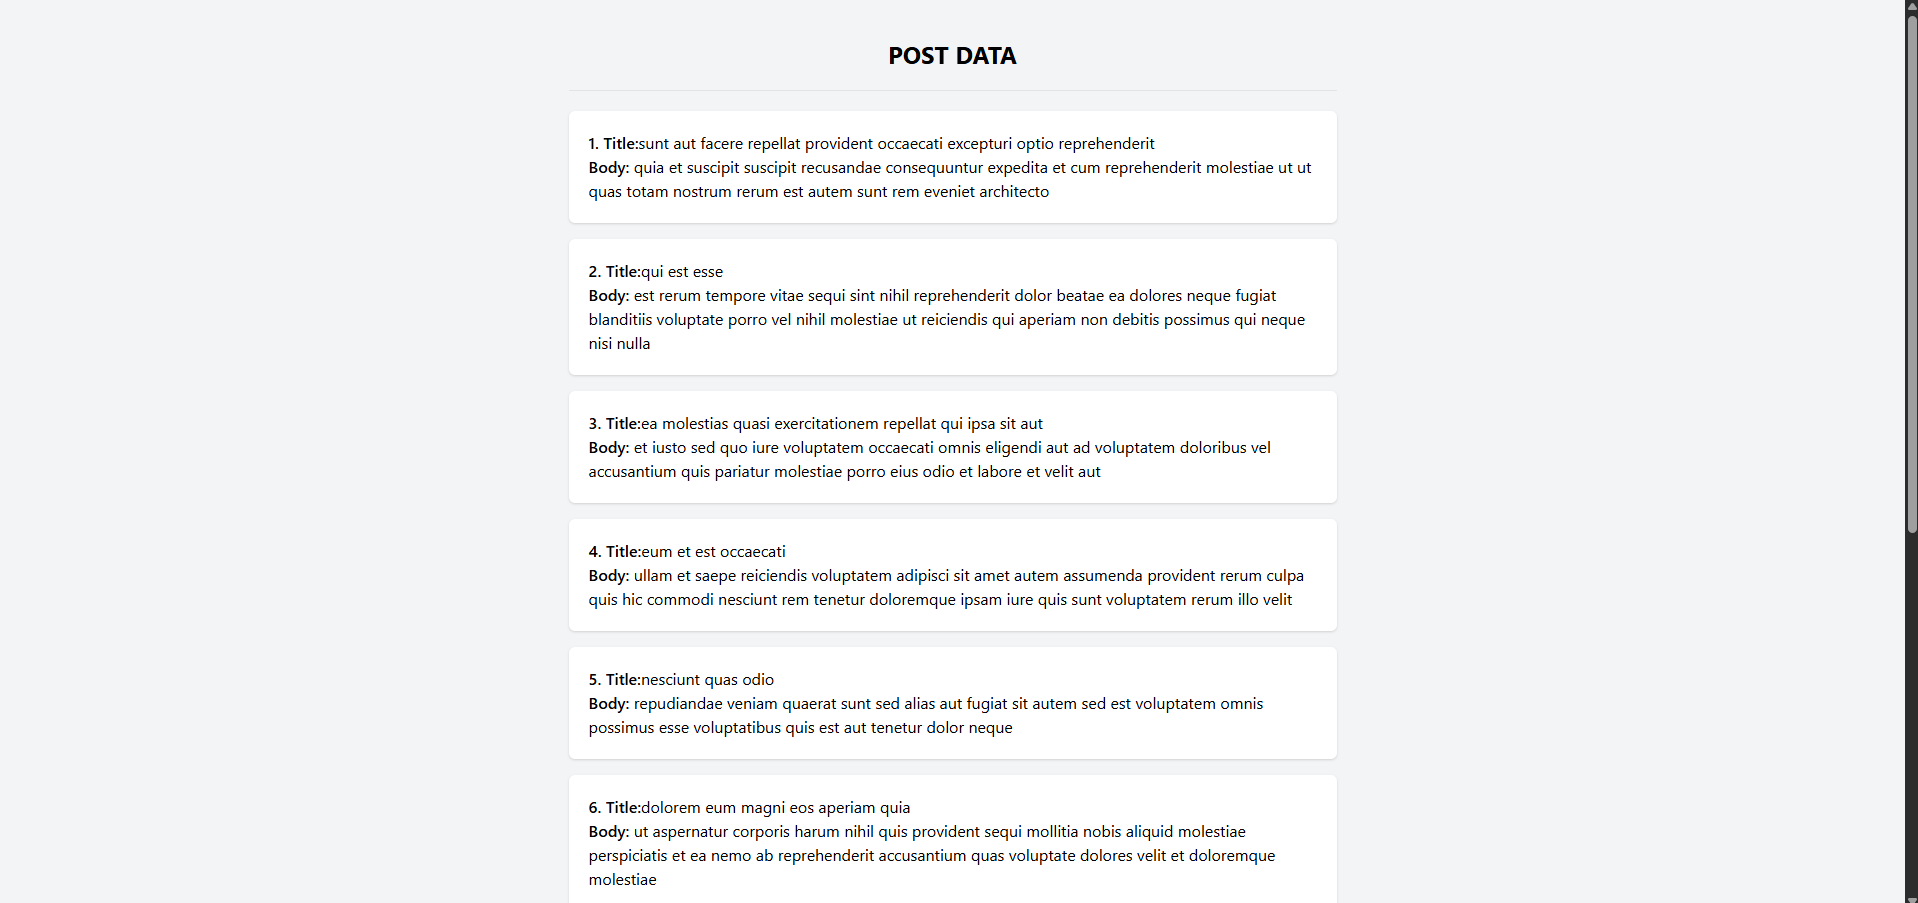 POST DATA
1. Title:sunt aut facere repellat provident occaecati excepturi optio reprehenderit
Body: quia et suscipit suscipit recusandae consequuntur expedita et cum reprehenderit molestiae ut ut
quas totam nostrum rerum est autem sunt rem eveniet architecto
2. Title:qui est esse
Body: est rerum tempore vitae sequi sint nihil reprehenderit dolor beatae ea dolores neque fugiat
blanditiis voluptate porro vel nihil molestiae ut reiciendis qui aperiam non debitis possimus qui neque
nisi nulla
3. Title:ea molestias quasi exercitationem repellat qui ipsa sit aut
Body: et iusto sed quo iure voluptatem occaecati omnis eligendi aut ad voluptatem doloribus vel
accusantium quis pariatur molestiae porro eius odio et labore et velit aut
4. Title:eum et est occaecati
Body: ullam et saepe reiciendis voluptatem adipisci sit amet autem assumenda provident rerum culpa
quis hic commodi nesciunt rem tenetur doloremque ipsam iure quis sunt voluptatem rerum illo velit
5. Title:nesciunt quas odio
Body: repudiandae veniam quaerat sunt sed alias aut fugiat sit autem sed est voluptatem omnis
possimus esse voluptatibus quis est aut tenetur dolor neque
6. Title:dolorem eum magni eos aperiam quia
Body: ut aspernatur corporis harum nihil quis provident sequi mollitia nobis aliquid molestiae
perspiciatis et ea nemo ab reprehenderit accusantium quas voluptate dolores velit et doloremque
molestiae